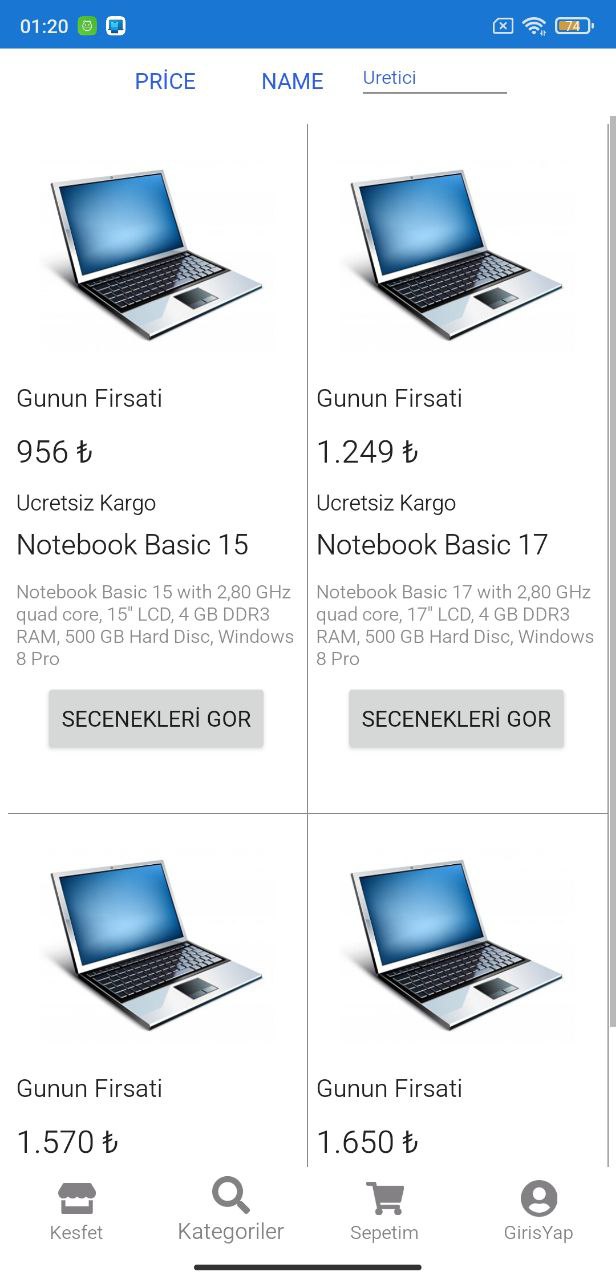 01:20
74
PRİCE NAME Uretici
Gunun Firsati
956 ₺
Ucretsiz Kargo
Notebook Basic 15
Notebook Basic 15 with 2,80 GHz
quad core, 15" LCD, 4 GB DDR3
RAM, 500 GB Hard Disc, Windows
8 Pro
SECENEKLERİ GOR
Gunun Firsati
1.249 ₺
Ucretsiz Kargo
Notebook Basic 17
Notebook Basic 17 with 2,80 GHz
quad core, 17" LCD, 4 GB DDR3
RAM, 500 GB Hard Disc, Windows
8 Pro
SECENEKLERİ GOR
Gunun Firsati
1.570 ₺
Gunun Firsati
1.650 ₺
Kesfet
Kategoriler
Sepetim
GirisYap